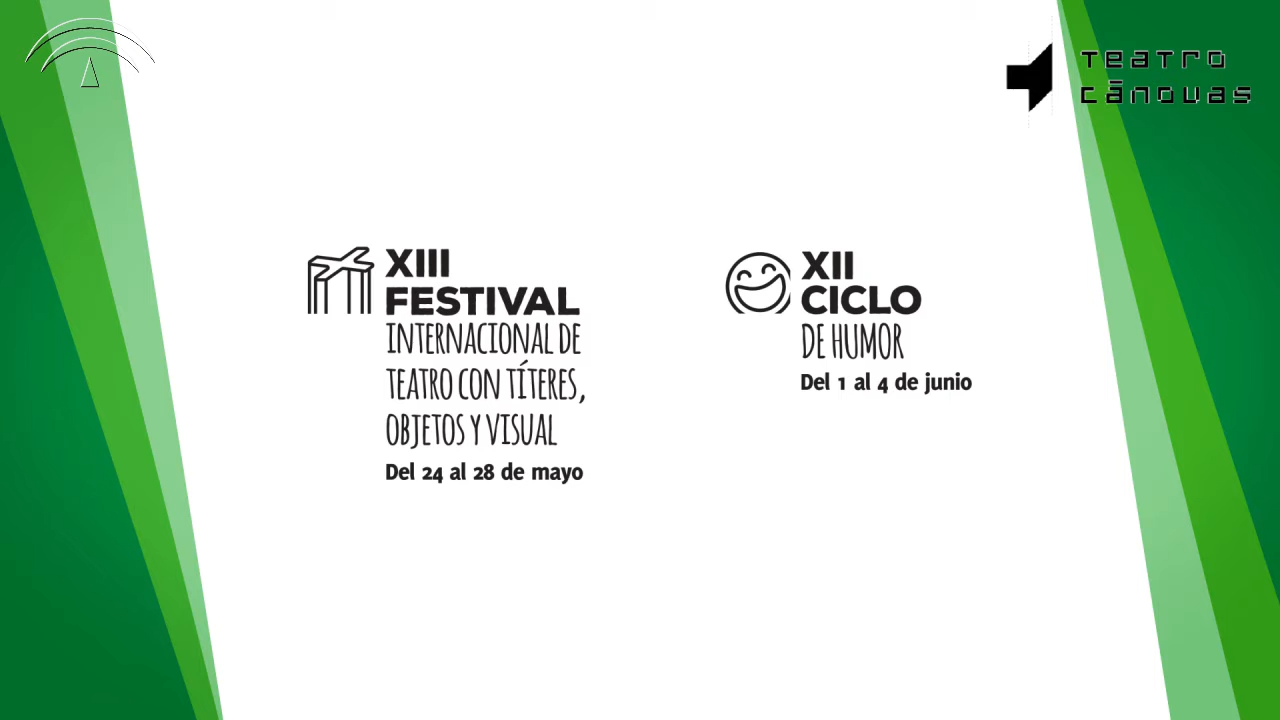 TEATRO
CÁNOVAS
XIII
FESTIVAL
INTERNACIONAL DE
TEATRO CON TÍTERES,
OBJETOS Y VISUAL
Del 24 al 28 de mayo
XII
CICLO
DE HUMOR
Del 1 al 4 de junio